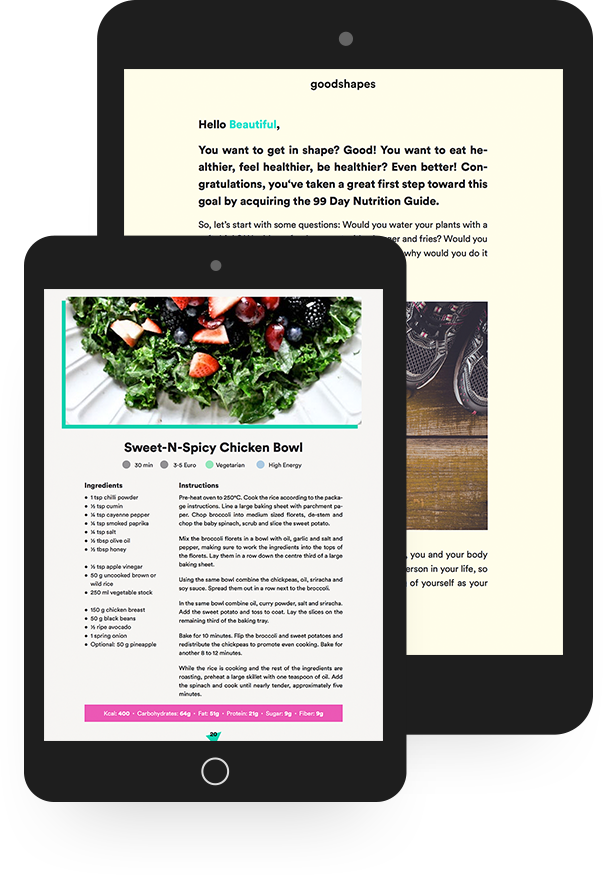 goodshapes
Hello Beautiful,
You want to get in shape? Good! You want to eat he-
althier, feel healthier, be healthier? Even better! Con-
gratulations, you've taken a great first step toward this
goal by acquiring the 99 Day Nutrition Guide.
So, let's start with some questions: Would you water your plants with a
and fries? Would you
why would you do it
, you and your body
erson in your life, so
of yourself as your
Sweet-N-Spicy Chicken Bowl
30 min 3-5 Euro Vegetarian High Energy
Ingredients
• 1 tsp chilli powder
• ½ tsp cumin
• ¼ tsp cayenne pepper
• ¼ tsp smoked paprika
• ¼ tsp salt
• ½ tbsp olive oil
• ½ tbsp honey
• ½ tbsp apple vinegar
• 50 g uncooked brown or
wild rice
• 250 ml vegetable stock
• 150 g chicken breast
• 50 g black beans
• ½ ripe avocado
• 1 spring onion
• Optional: 50 g pineapple
Instructions
Pre-heat oven to 250°C. Cook the rice according to the packa-
ge instructions. Line a large baking sheet with parchment pa-
per. Chop broccoli into medium sized florets, de-stem and
chop the baby spinach, scrub and slice the sweet potato.
Mix the broccoli florets in a bowl with oil, garlic and salt and
pepper, making sure to work the ingredients into the tops of
the florets. Lay them in a row down the centre third of a large
baking sheet.
Using the same bowl combine the chickpeas, oil, sriracha and
soy sauce. Spread them out in a row next to the broccoli.
In the same bowl combine oil, curry powder, salt and sriracha.
Add the sweet potato and toss to coat. Lay the slices on the
remaining third of the baking tray.
Bake for 10 minutes. Flip the broccoli and sweet potatoes and
redistribute the chickpeas to promote even cooking. Bake for
another 8 to 12 minutes.
While the rice is cooking and the rest of the ingredients are
roasting, preheat a large skillet with one teaspoon of oil. Add
the spinach and cook until nearly tender, approximately five
minutes.
Kcal: 400 • Carbohydrates: 64g • Fat: 51g • Protein: 21g • Sugar: 9g • Fiber: 9g
20